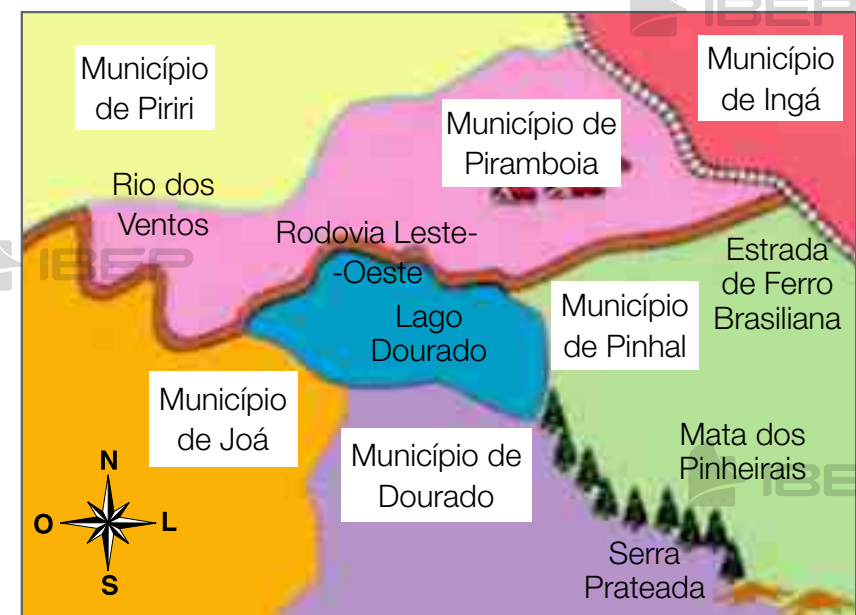 IBEP
Município
de Piriri
Município
de Ingá
Município de
Piramboia
Rio dos
Ventos
Rodovia Leste-
-Oeste
IBEP
Estrada
de Ferro
Brasiliana
Lago
Dourado
Município
de Pinhal
Município
de Joá
Município de
Dourado
Mata dos
Pinheirais
IBEP
N
O
L
S
Serra
Prateada